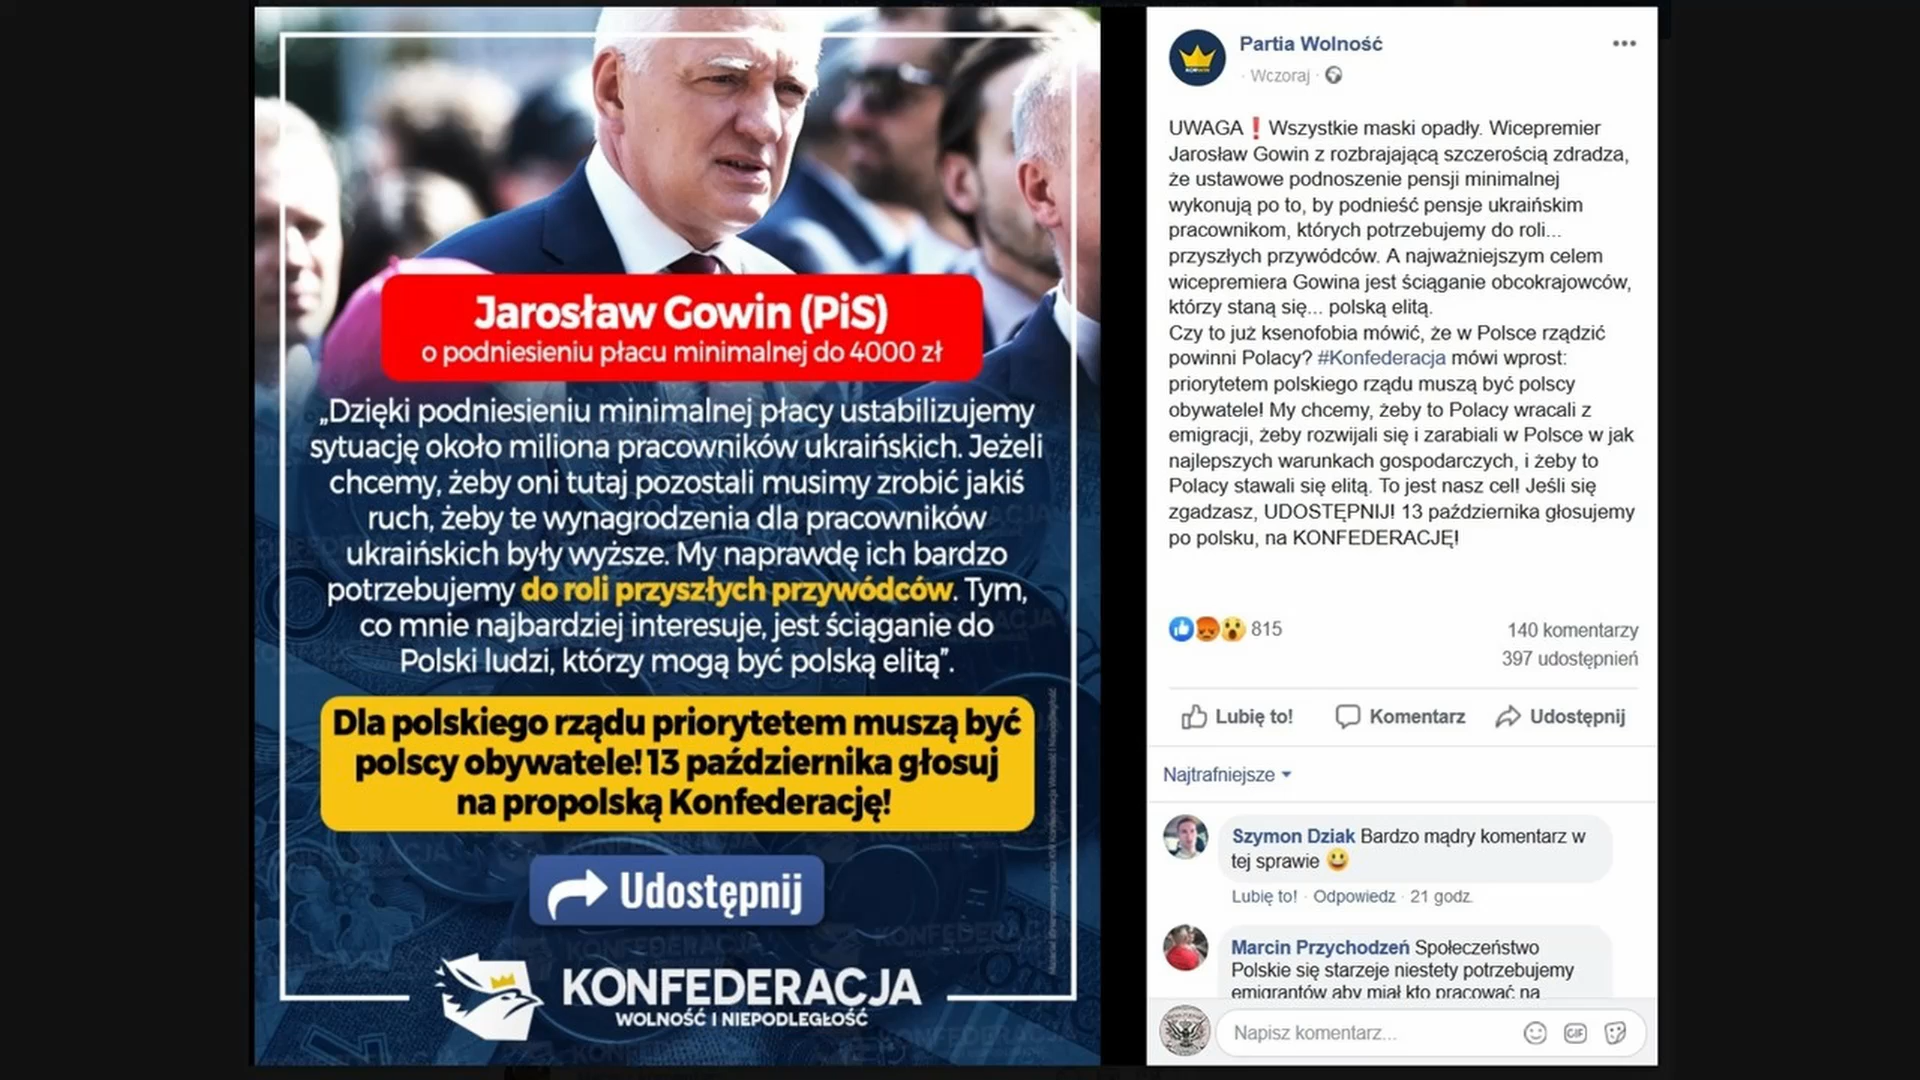 Jarosław Gowin (PiS)
o podniesieniu płacu minimalnej do 4000 zł
„Dzięki podniesieniu minimalnej płacy ustabilizujemy
sytuację około miliona pracowników ukraińskich. Jeżeli
chcemy, żeby oni tutaj pozostali musimy zrobić jakiś
ruch, żeby te wynagrodzenia dla pracowników
ukraińskich były wyższe. My naprawdę ich bardzo
potrzebujemy do roli przyszłych przywódców. Tym,
co mnie najbardziej interesuje, jest ściąganie do
Polski ludzi, którzy mogą być polską elitą”.
Dla polskiego rządu priorytetem muszą być
polscy obywatele! 13 października głosuj
na propolską Konfederację!
Udostępnij
KONFEDERACJA
WOLNOŚĆ I NIEPODLEGŁOŚĆ
Partia Wolność
· Wczoraj ·
UWAGA❗Wszystkie maski opadły. Wicepremier
Jarosław Gowin z rozbrajającą szczerością zdradza,
że ustawowe podnoszenie pensji minimalnej
wykonują po to, by podnieść pensje ukraińskim
pracownikom, których potrzebujemy do roli...
przyszłych przywódców. A najważniejszym celem
wicepremiera Gowina jest ściąganie obcokrajowców,
którzy staną się... polską elitą.
Czy to już ksenofobia mówić, że w Polsce rządzić
powinni Polacy? #Konfederacja mówi wprost:
priorytetem polskiego rządu muszą być polscy
obywatele! My chcemy, żeby to Polacy wracali z
emigracji, żeby rozwijali się i zarabiali w Polsce w jak
najlepszych warunkach gospodarczych, i żeby to
Polacy stawali się elitą. To jest nasz cel! Jeśli się
zgadzasz, UDOSTĘPNIJ! 13 października głosujemy
po polsku, na KONFEDERACJĘ!
815
140 komentarzy
397 udostępnień
Lubię to! Komentarz Udostępnij
Najtrafniejsze
Szymon Dziak Bardzo mądry komentarz w
tej sprawie 😀
Lubię to! · Odpowiedz · 21 godz.
Marcin Przychodzeń Społeczeństwo
Polskie się starzeje niestety potrzebujemy
emigrantów aby miał kto pracować na
Napisz komentarz...
GIF